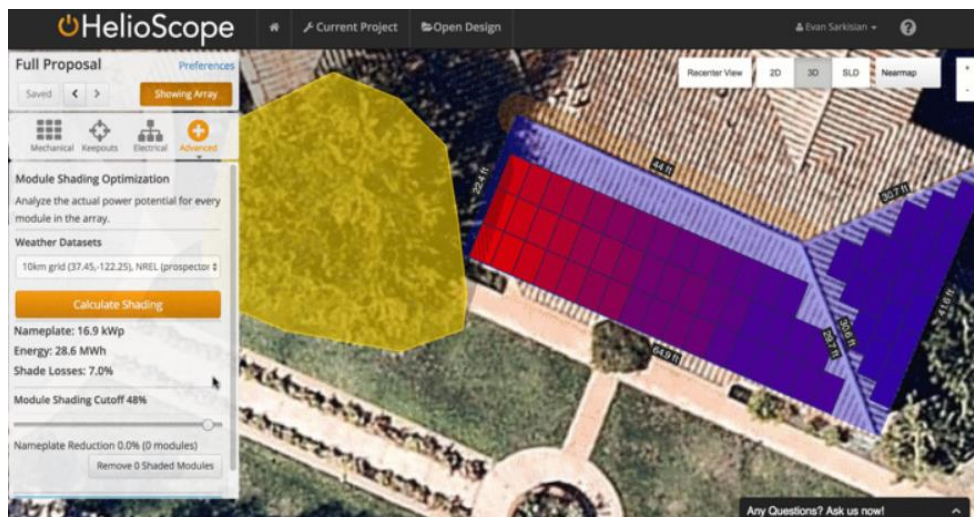 HelioScope
Current Project
Open Design
Evan Sarkisian
?
Full Proposal
Preferences
Saved
<
>
Showing Array
Recenter View
2D
3D
SLD
Nearmap
+
-
Mechanical
Keepouts
Electrical
Advanced
Module Shading Optimization
Analyze the actual power potential for every
module in the array.
Weather Datasets
10km grid (37.45,-122.25), NREL (prospector
Calculate Shading
Nameplate: 16.9 kWp
Energy: 28.6 MWh
Shade Losses: 7.0%
Module Shading Cutoff 48%
Nameplate Reduction 0.0% (0 modules)
Remove 0 Shaded Modules
22.4 ft
44 ft
30.7 ft
41.6 ft
30.6 ft
29.7 ft
64.9 ft
Any Questions? Ask us now!